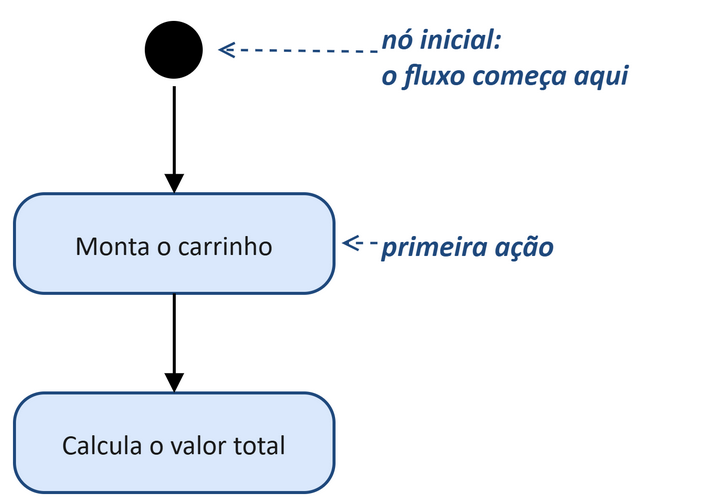 nó inicial:
o fluxo começa aqui
Monta o carrinho
primeira ação
Calcula o valor total